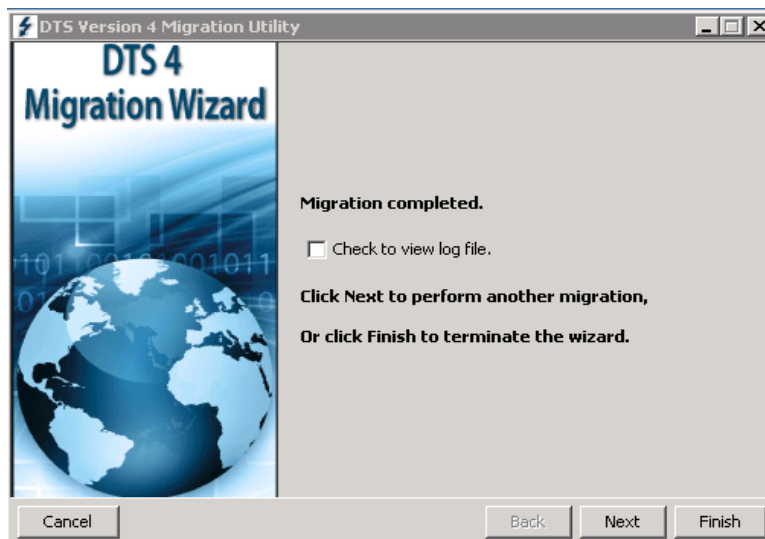 DTS Version 4 Migration Utility
DTS 4
Migration Wizard
Migration completed.
Check to view log file.
101100101001011
Click Next to perform another migration,
Or click Finish to terminate the wizard.
Cancel
Back
Next
Finish